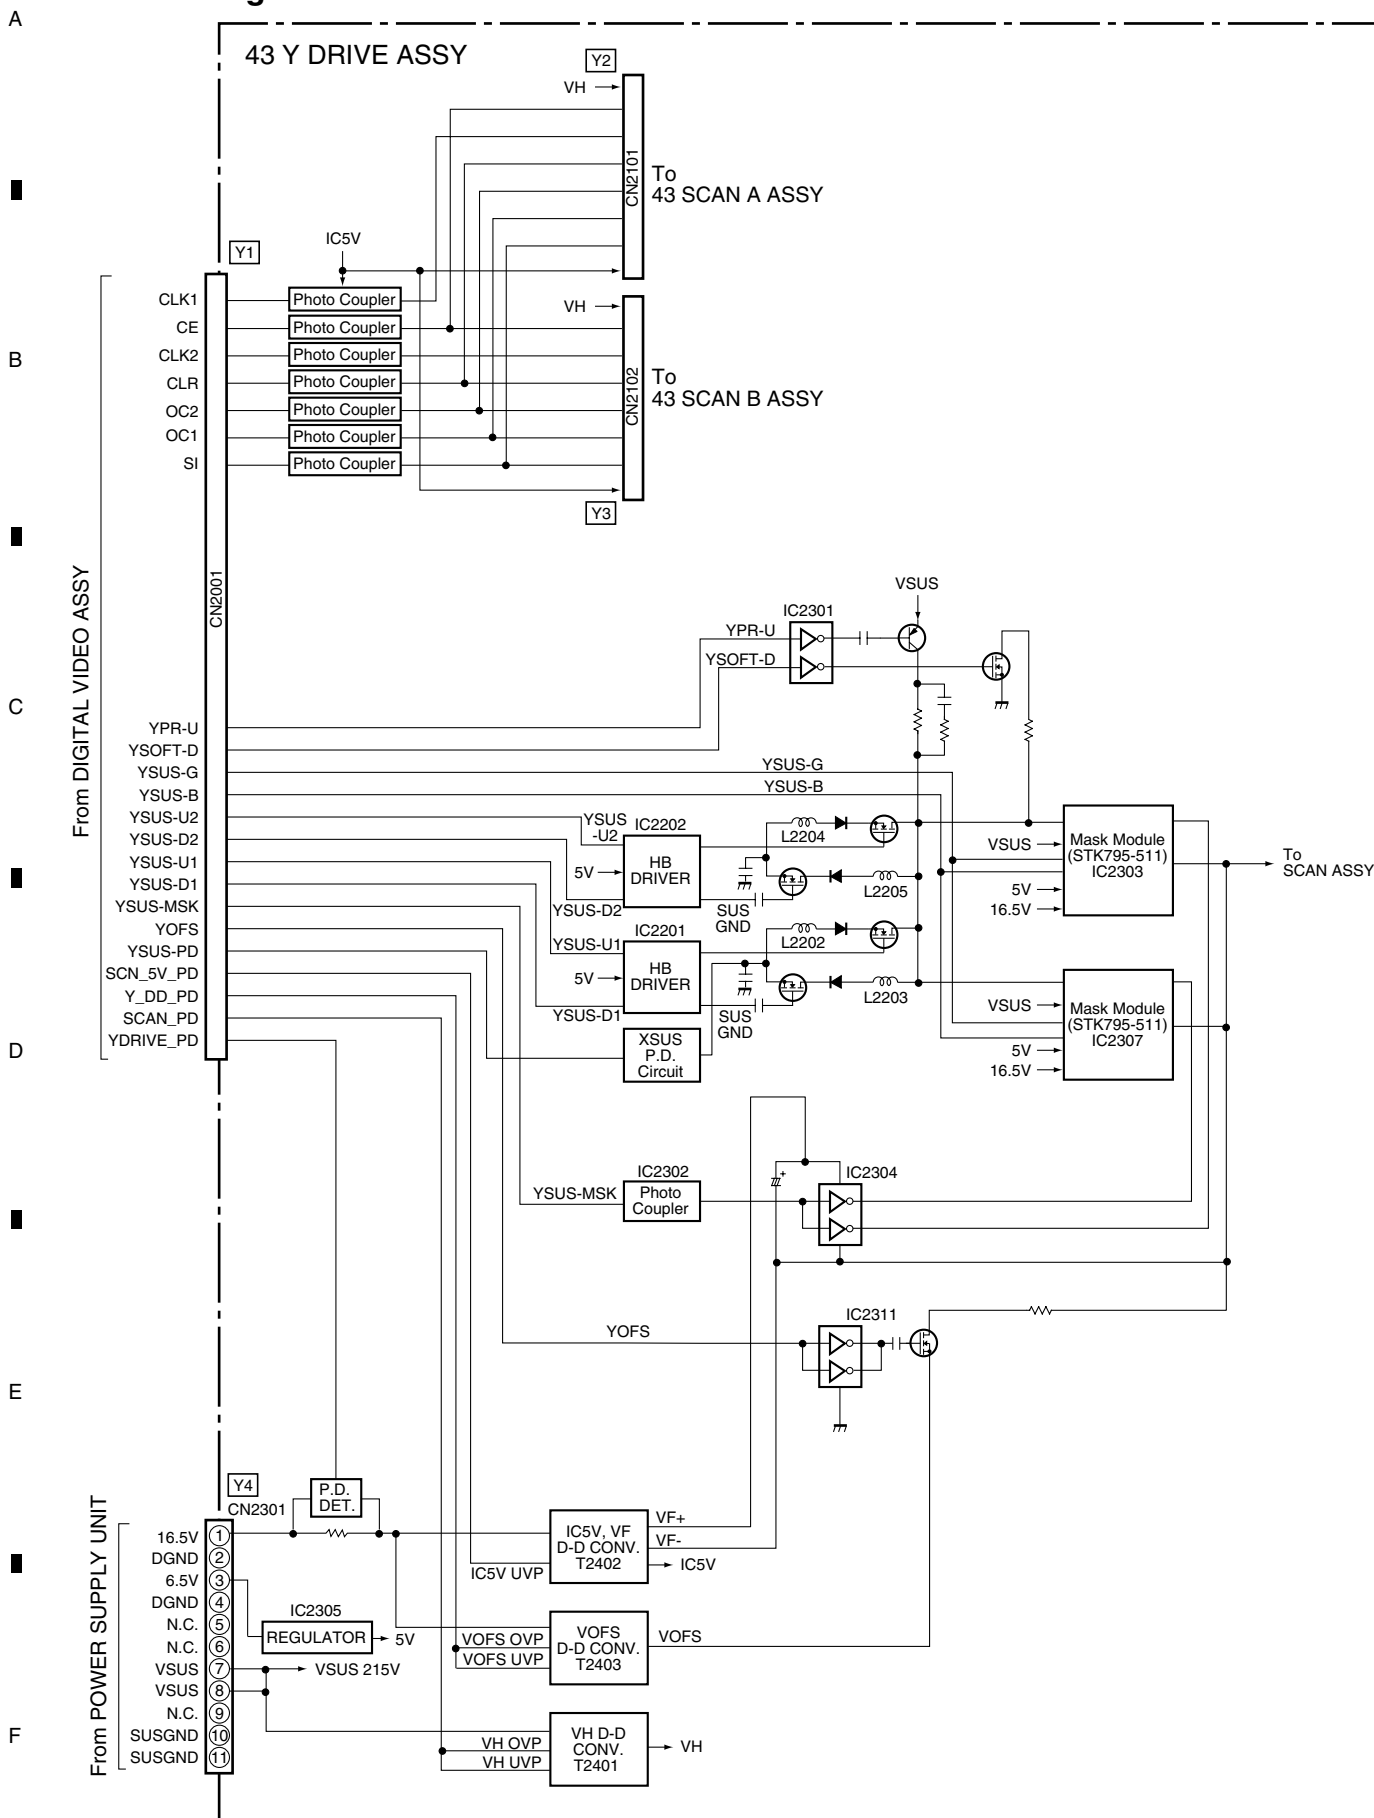 A
43 Y DRIVE ASSY
Y2
VH
CN2101
To
43 SCAN A ASSY
IC5V
Y1
CLK1
Photo Coupler
CE
Photo Coupler
CLK2
Photo Coupler
CLR
Photo Coupler
OC2
Photo Coupler
OC1
Photo Coupler
SI
Photo Coupler
VH
CN2102
To
43 SCAN B ASSY
Y3
B
From DIGITAL VIDEO ASSY
CN2001
VSUS
IC2301
YPR-U
YSOFT-D
C
YPR-U
YSOFT-D
YSUS-G
YSUS-B
YSUS-U2
YSUS-D2
YSUS-U1
YSUS-D1
YSUS-MSK
YOFS
YSUS-PD
SCN_5V_PD
Y_DD_PD
SCAN_PD
YDRIVE_PD
YSUS-G
YSUS-B
YSUS
-U2
IC2202
HB
DRIVER
5V
YSUS-D2
L2204
L2205
SUS
GND
YSUS-U1
IC2201
HB
DRIVER
5V
YSUS-D1
L2202
L2203
SUS
GND
XSUS
P.D.
Circuit
VSUS
Mask Module
(STK795-511)
IC2303
5V
16.5V
To
SCAN ASSY
VSUS
Mask Module
(STK795-511)
IC2307
5V
16.5V
D
YSUS-MSK
IC2302
Photo
Coupler
+
IC2304
YOFS
IC2311
E
Y4
CN2301
P.D.
DET.
From POWER SUPPLY UNIT
16.5V
1
DGND
2
6.5V
3
DGND
4
N.C.
5
N.C.
6
VSUS
7
VSUS
8
N.C.
9
SUSGND
10
SUSGND
11
IC2305
REGULATOR
5V
VSUS 215V
IC5V UVP
IC5V, VF
D-D CONV.
T2402
VF+
VF-
IC5V
VOFS OVP
VOFS UVP
VOFS
D-D CONV.
T2403
VOFS
VH OVP
VH UVP
VH D-D
CONV.
T2401
VH
F